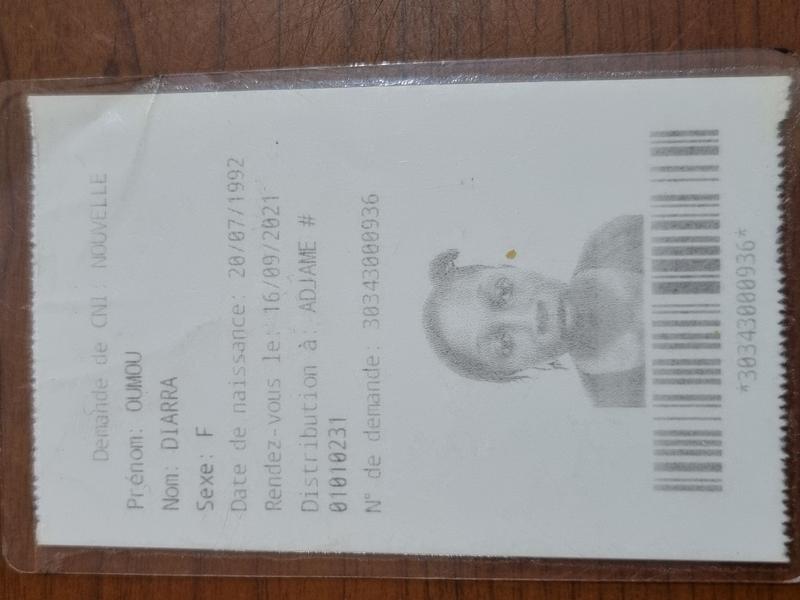 Demande de CNI: NOUVELLE
Prénom: OUMOU
Nom: DIARRA
Sexe: F
Date de naissance: 20/07/1992
Rendez-vous le: 16/09/2021
Distribution à: ADJAME #
01010231
N° de demande: 30343000936
*30343000936*